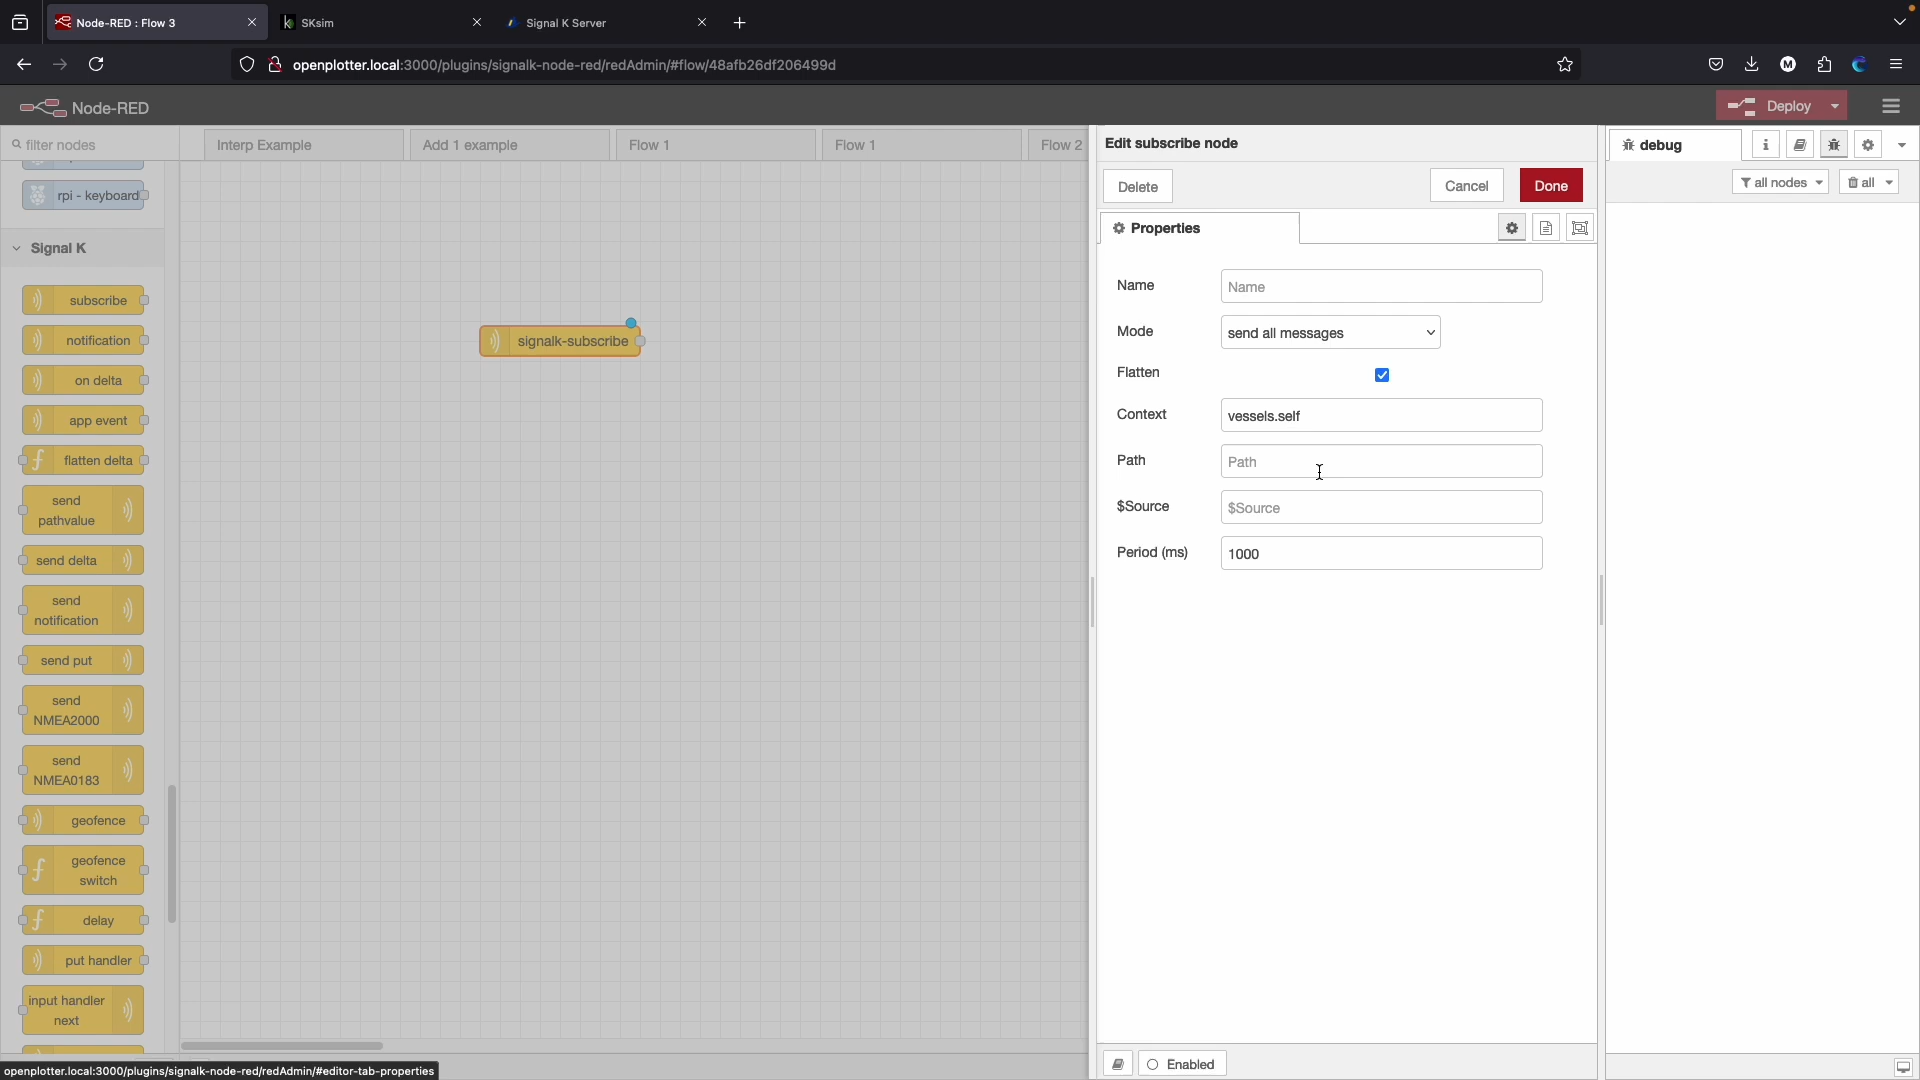 Node-RED : Flow 3
SKsim
Signal K Server
openplotter.local:3000/plugins/signalk-node-red/redAdmin/#flow/48afb26df206499d
Node-RED
Deploy
filter nodes
Interp Example
Add 1 example
Flow 1
Flow 1
Flow 2
Edit subscribe node
debug
Delete
Cancel
Done
all nodes
all
rpi - keyboard
Properties
Signal K
subscribe
notification
on delta
app event
flatten delta
send
pathvalue
send delta
send
notification
send put
send
NMEA2000
send
NMEA0183
geofence
geofence
switch
delay
put handler
input handler
next
signalk-subscribe
Name
Name
Mode
send all messages
Flatten
Context
vessels.self
Path
Path
$Source
$Source
Period (ms)
1000
Enabled
openplotter.local:3000/plugins/signalk-node-red/redAdmin/#editor-tab-properties